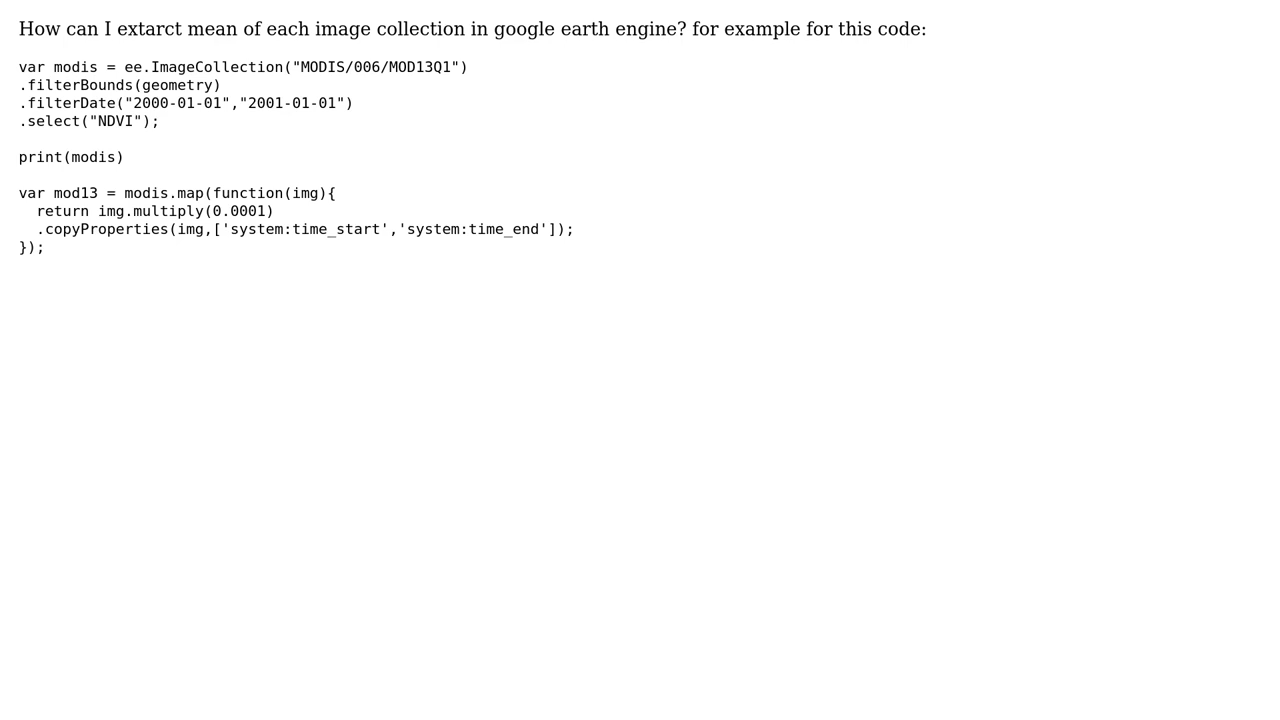 How can I extarct mean of each image collection in google earth engine? for example for this code:
var modis = ee.ImageCollection("MODIS/006/MOD13Q1")
.filterBounds(geometry)
.filterDate("2000-01-01","2001-01-01")
.select("NDVI");

print(modis)

var mod13 = modis.map(function(img){
  return img.multiply(0.0001)
  .copyProperties(img,['system:time_start','system:time_end']);
});